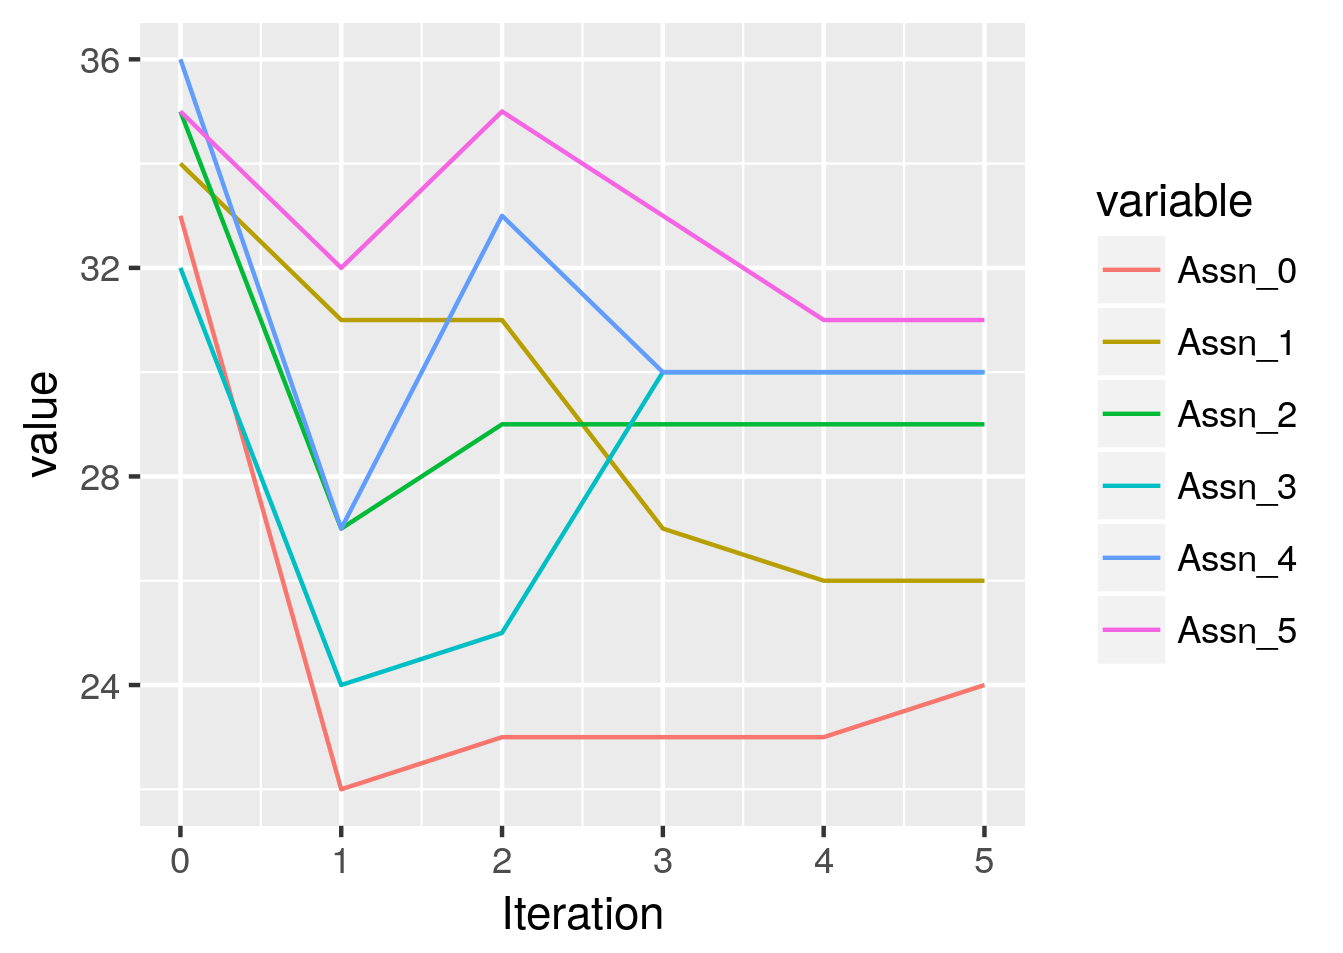 36
32
28
24
value
0 1 2 3 4 5
Iteration
variable
Assn_0
Assn_1
Assn_2
Assn_3
Assn_4
Assn_5